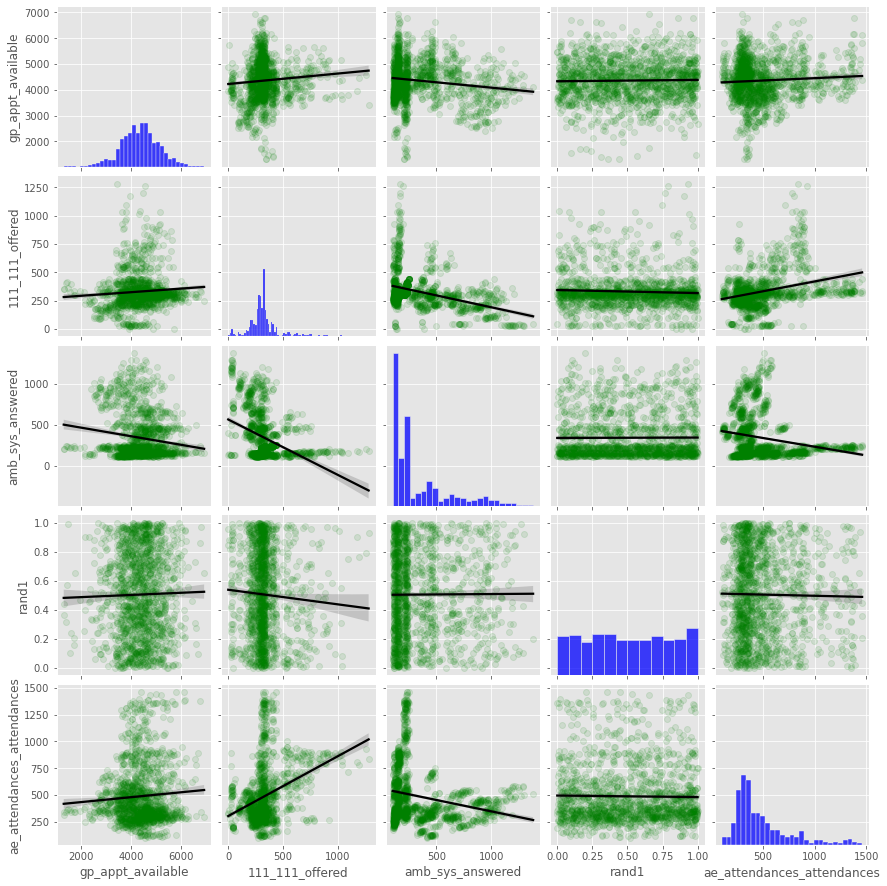 7000
6000
5000
4000
3000
2000
gp_appt_available
1250
1000
750
500
250
0
111_111_offered
1000
500
0
amb_sys_answered
1.0
0.8
0.6
0.4
0.2
0.0
rand1
1500
1250
1000
750
500
250
ae_attendances_attendances
2000 4000 6000
0 500 1000
500 1000
0.00 0.25 0.50 0.75 1.00
500 1000 1500
gp_appt_available
111_111_offered
amb_sys_answered
rand1
ae_attendances_attendances